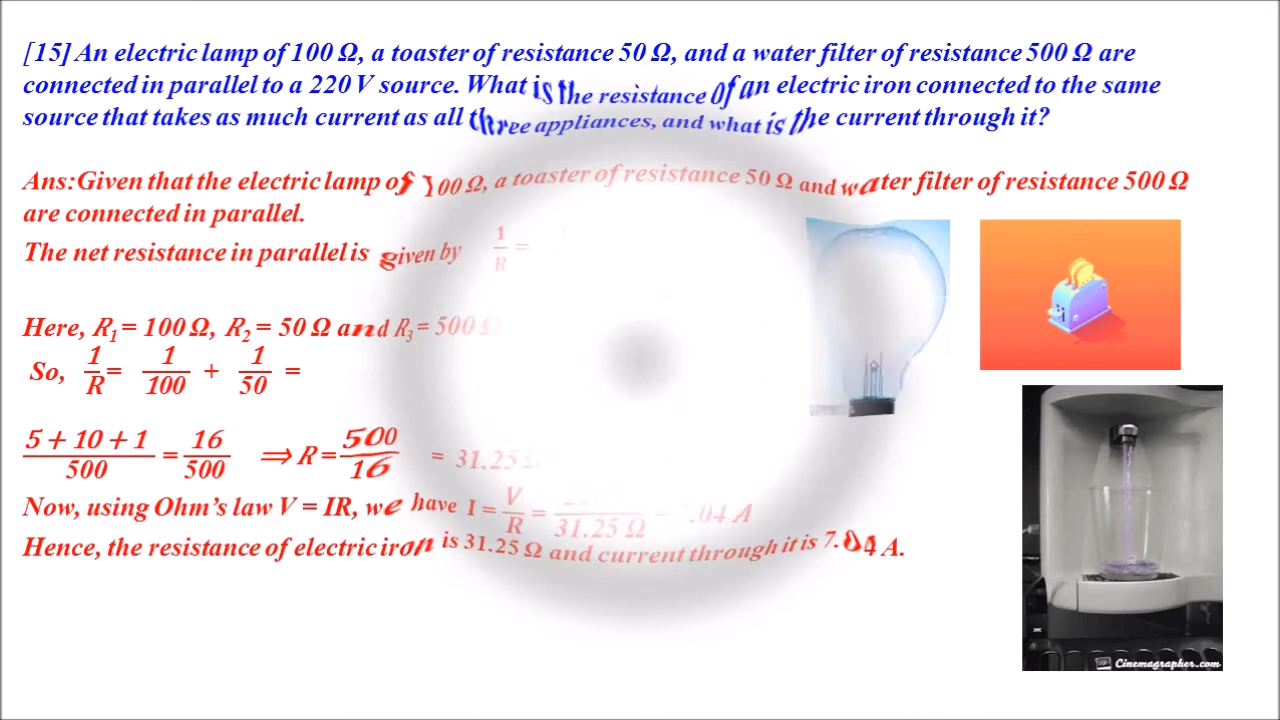 [15] An electric lamp of 100 Ω, a toaster of resistance 50 Ω, and a water filter of resistance 500 Ω are
connected in parallel to a 220 V source. What is the resistance of an electric iron connected to the same
source that takes as much current as all three appliances, and what is the current through it?
Ans:Given that the electric lamp of 100 Ω, a toaster of resistance 50 Ω and water filter of resistance 500 Ω
are connected in parallel.
The net resistance in parallel is given by 1/R =
Here, R₁ = 100 Ω, R₂ = 50 Ω and R₃ = 500 Ω
So, 1/R = 1/100 + 1/50 =
(5 + 10 + 1)/500 = 16/500 ⟹ R = 500/16 = 31.25 Ω
Now, using Ohm's law V = IR, we have I = V/R = /31.25 Ω = .04 A
Hence, the resistance of electric iron is 31.25 Ω and current through it is 7.04 A.
Cinemagrapher.com